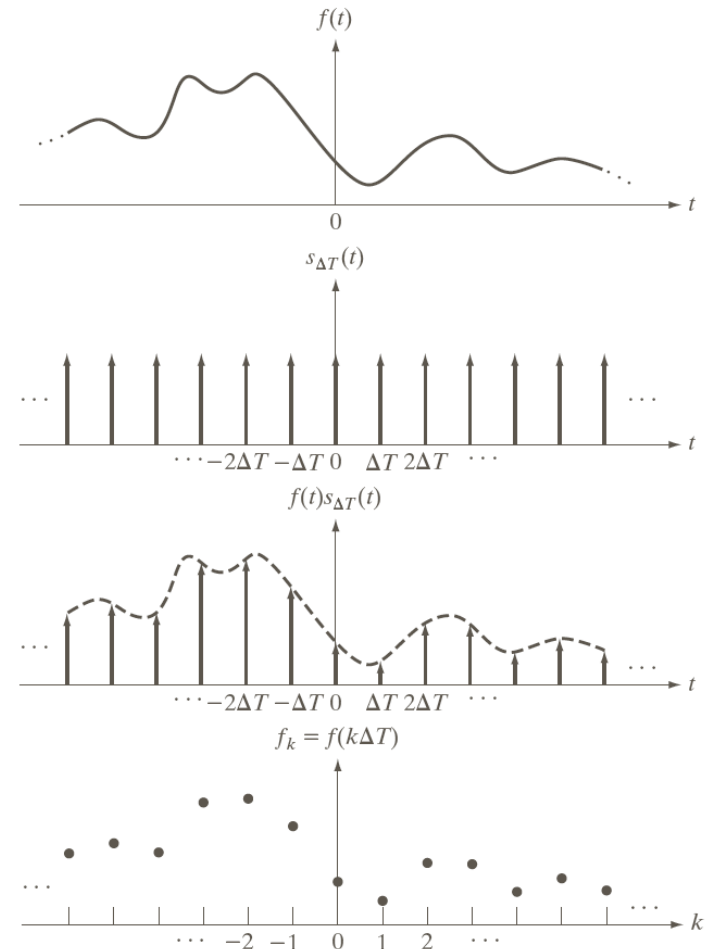 f(t)
t
0
s_{ΔT}(t)
... ...
t
··· −2ΔT −ΔT 0 ΔT 2ΔT ···
f(t)s_{ΔT}(t)
... ...
t
··· −2ΔT −ΔT 0 ΔT 2ΔT ···
f_k = f(kΔT)
... ...
k
··· −2 −1 0 1 2 ···